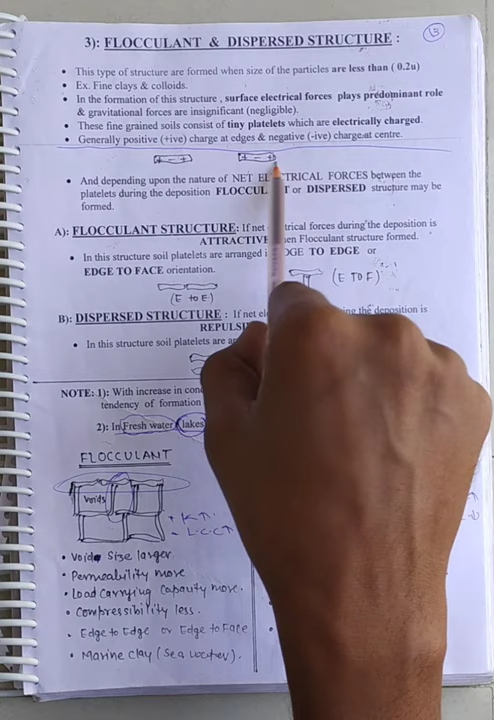 3
3): FLOCCULANT & DISPERSED STRUCTURE :
• This type of structure are formed when size of the particles are less than ( 0.2u)
• Ex. Fine clays & colloids.
• In the formation of this structure , surface electrical forces plays predominant role
& gravitational forces are insignificant (negligible).
• These fine grained soils consist of tiny platelets which are electrically charged.
• Generally positive (+ive) charge at edges & negative (-ive) charge at centre.
+ - + + - +
• And depending upon the nature of NET ELECTRICAL FORCES between the
platelets during the deposition FLOCCUL T or DISPERSED structure may be
formed.
A): FLOCCULANT STRUCTURE: If net trical forces during the deposition is
ATTRACTIVE hen Flocculant structure formed.
• In this structure soil platelets are arranged i DGE TO EDGE or
EDGE TO FACE orientation.
(E to E)
(E TO F)
B): DISPERSED STRUCTURE : If net el ing the deposition is
REPULSI
• In this structure soil platelets are ar
NOTE: 1): With increase in con
tendency of formation
2): In Fresh water lakes
FLOCCULANT
Voids
→ K↑
→ L.C.C↑
• Void Size larger
• Permeability more
• Load carrying capacity more.
• Compressibility less.
• Edge to Edge or Edge to Face
• Marine clay (Sea water).